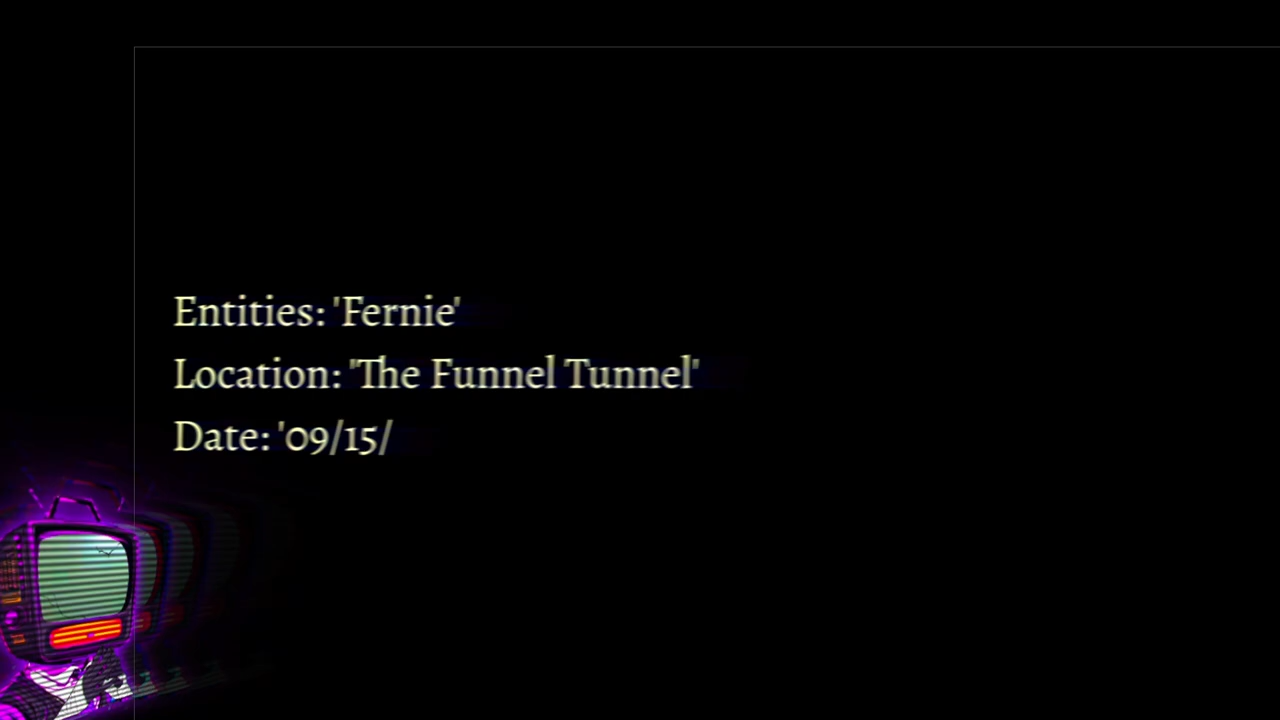 Entities: 'Fernie'
Location: 'The Funnel Tunnel'
Date: '09/15/